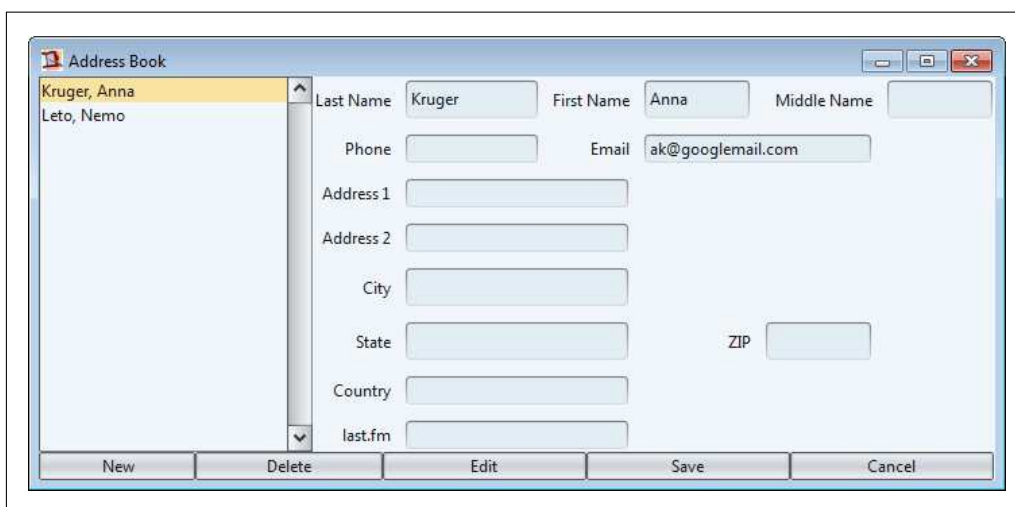 Address Book
Kruger, Anna
Leto, Nemo
Last Name Kruger First Name Anna Middle Name
Phone Email ak@googlemail.com
Address 1
Address 2
City
State ZIP
Country
last.fm
New Delete Edit Save Cancel